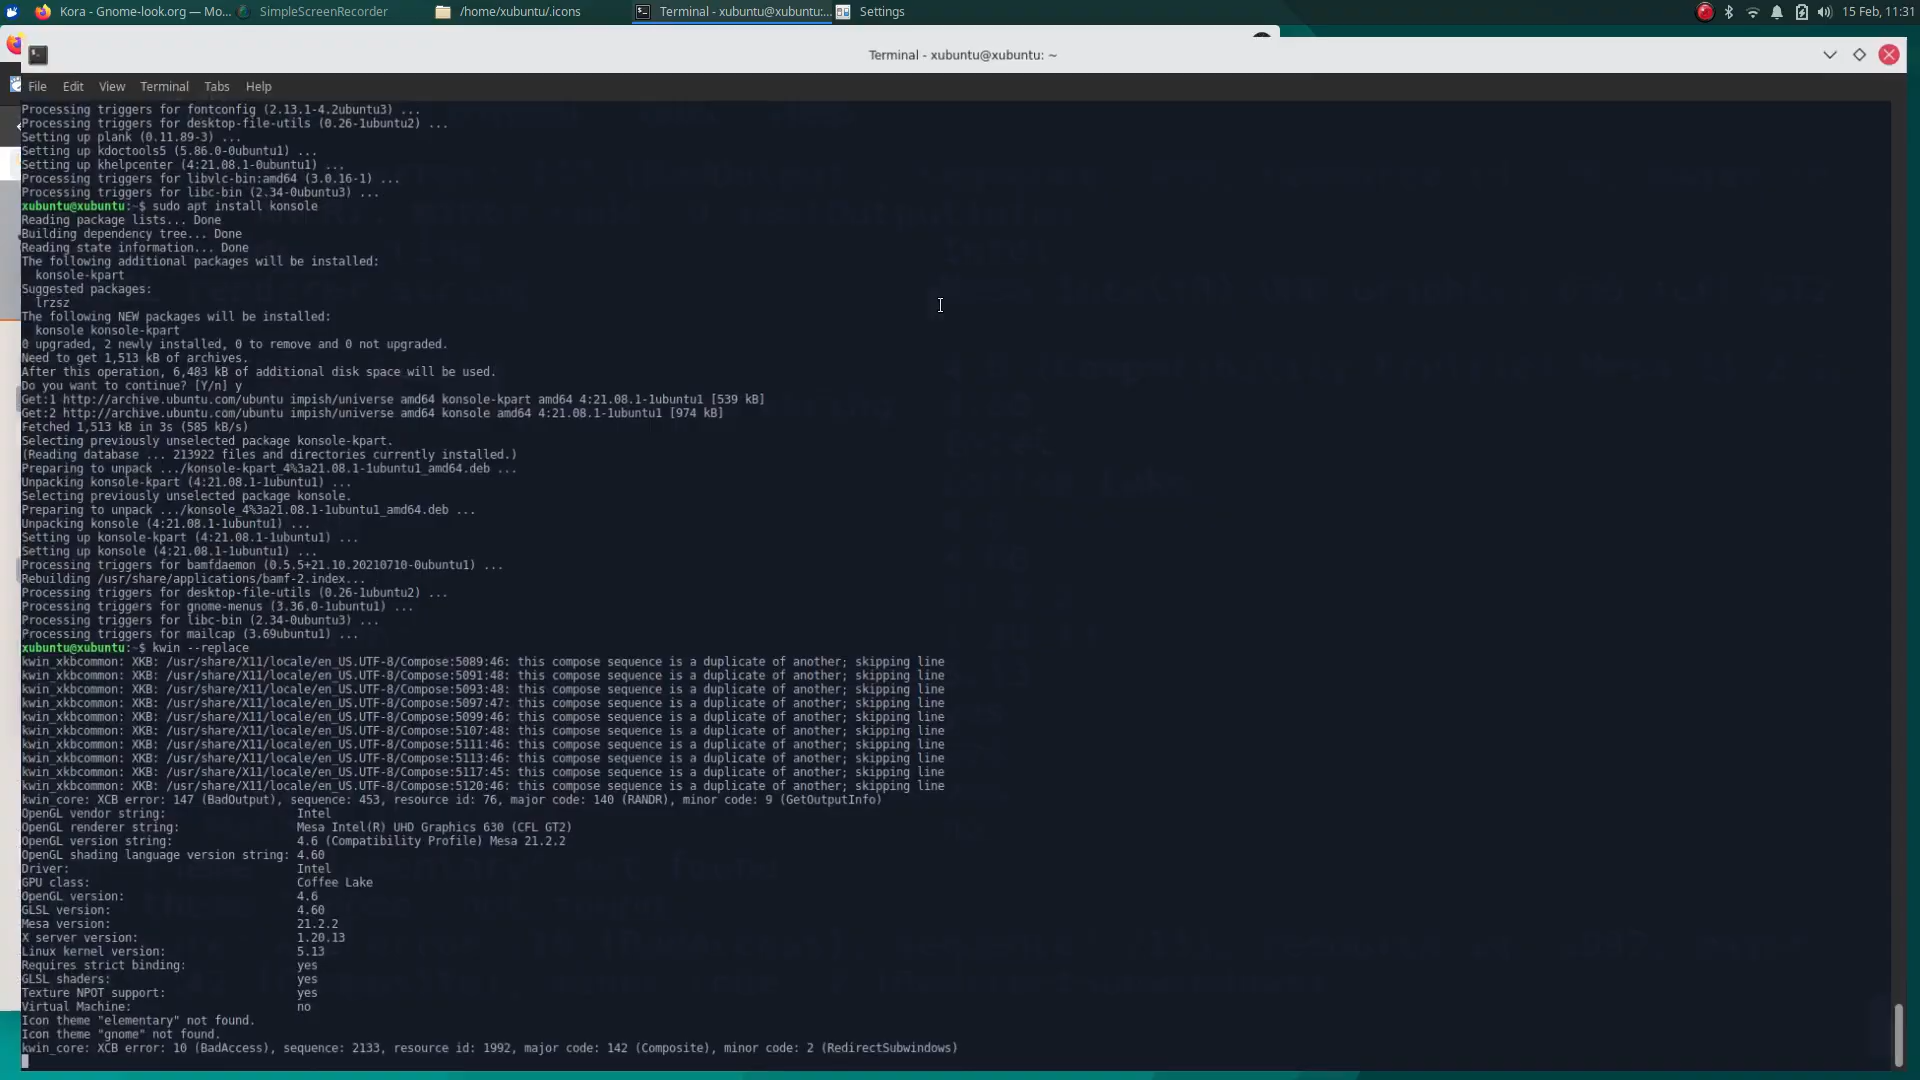 Kora - Gnome-look.org — Mo...
SimpleScreenRecorder
/home/xubuntu/.icons
Terminal - xubuntu@xubuntu:...
Settings
15 Feb, 11:31
Terminal - xubuntu@xubuntu: ~
File Edit View Terminal Tabs Help
Processing triggers for fontconfig (2.13.1-4.2ubuntu3) ...
Processing triggers for desktop-file-utils (0.26-1ubuntu2) ...
Setting up plank (0.11.89-3) ...
Setting up kdoctools5 (5.86.0-0ubuntu1) ...
Setting up khelpcenter (4:21.08.1-0ubuntu1) ...
Processing triggers for libvlc-bin:amd64 (3.0.16-1) ...
Processing triggers for libc-bin (2.34-0ubuntu3) ...
xubuntu@xubuntu:~$ sudo apt install konsole
Reading package lists... Done
Building dependency tree... Done
Reading state information... Done
The following additional packages will be installed:
konsole-kpart
Suggested packages:
lrzsz
The following NEW packages will be installed:
konsole konsole-kpart
0 upgraded, 2 newly installed, 0 to remove and 0 not upgraded.
Need to get 1,513 kB of archives.
After this operation, 6,483 kB of additional disk space will be used.
Do you want to continue? [Y/n] y
Get:1 http://archive.ubuntu.com/ubuntu impish/universe amd64 konsole-kpart amd64 4:21.08.1-1ubuntu1 [539 kB]
Get:2 http://archive.ubuntu.com/ubuntu impish/universe amd64 konsole amd64 4:21.08.1-1ubuntu1 [974 kB]
Fetched 1,513 kB in 3s (585 kB/s)
Selecting previously unselected package konsole-kpart.
(Reading database ... 213922 files and directories currently installed.)
Preparing to unpack .../konsole-kpart_4%3a21.08.1-1ubuntu1_amd64.deb ...
Unpacking konsole-kpart (4:21.08.1-1ubuntu1) ...
Selecting previously unselected package konsole.
Preparing to unpack .../konsole_4%3a21.08.1-1ubuntu1_amd64.deb ...
Unpacking konsole (4:21.08.1-1ubuntu1) ...
Setting up konsole-kpart (4:21.08.1-1ubuntu1) ...
Setting up konsole (4:21.08.1-1ubuntu1) ...
Processing triggers for bamfdaemon (0.5.5+21.10.20210710-0ubuntu1) ...
Rebuilding /usr/share/applications/bamf-2.index...
Processing triggers for desktop-file-utils (0.26-1ubuntu2) ...
Processing triggers for gnome-menus (3.36.0-1ubuntu1) ...
Processing triggers for libc-bin (2.34-0ubuntu3) ...
Processing triggers for mailcap (3.69ubuntu1) ...
xubuntu@xubuntu:~$ kwin --replace
kwin_xkbcommon: XKB: /usr/share/X11/locale/en_US.UTF-8/Compose:5089:46: this compose sequence is a duplicate of another; skipping line
kwin_xkbcommon: XKB: /usr/share/X11/locale/en_US.UTF-8/Compose:5091:48: this compose sequence is a duplicate of another; skipping line
kwin_xkbcommon: XKB: /usr/share/X11/locale/en_US.UTF-8/Compose:5093:48: this compose sequence is a duplicate of another; skipping line
kwin_xkbcommon: XKB: /usr/share/X11/locale/en_US.UTF-8/Compose:5097:47: this compose sequence is a duplicate of another; skipping line
kwin_xkbcommon: XKB: /usr/share/X11/locale/en_US.UTF-8/Compose:5099:46: this compose sequence is a duplicate of another; skipping line
kwin_xkbcommon: XKB: /usr/share/X11/locale/en_US.UTF-8/Compose:5107:48: this compose sequence is a duplicate of another; skipping line
kwin_xkbcommon: XKB: /usr/share/X11/locale/en_US.UTF-8/Compose:5111:46: this compose sequence is a duplicate of another; skipping line
kwin_xkbcommon: XKB: /usr/share/X11/locale/en_US.UTF-8/Compose:5113:46: this compose sequence is a duplicate of another; skipping line
kwin_xkbcommon: XKB: /usr/share/X11/locale/en_US.UTF-8/Compose:5117:45: this compose sequence is a duplicate of another; skipping line
kwin_xkbcommon: XKB: /usr/share/X11/locale/en_US.UTF-8/Compose:5120:46: this compose sequence is a duplicate of another; skipping line
kwin_core: XCB error: 147 (BadOutput), sequence: 453, resource id: 76, major code: 140 (RANDR), minor code: 9 (GetOutputInfo)
OpenGL vendor string: Intel
OpenGL renderer string: Mesa Intel(R) UHD Graphics 630 (CFL GT2)
OpenGL version string: 4.6 (Compatibility Profile) Mesa 21.2.2
OpenGL shading language version string: 4.60
Driver: Intel
GPU class: Coffee Lake
OpenGL version: 4.6
GLSL version: 4.60
Mesa version: 21.2.2
X server version: 1.20.13
Linux kernel version: 5.13
Requires strict binding: yes
GLSL shaders: yes
Texture NPOT support: yes
Virtual Machine: no
Icon theme "elementary" not found.
Icon theme "gnome" not found.
kwin_core: XCB error: 10 (BadAccess), sequence: 2133, resource id: 1992, major code: 142 (Composite), minor code: 2 (RedirectSubwindows)